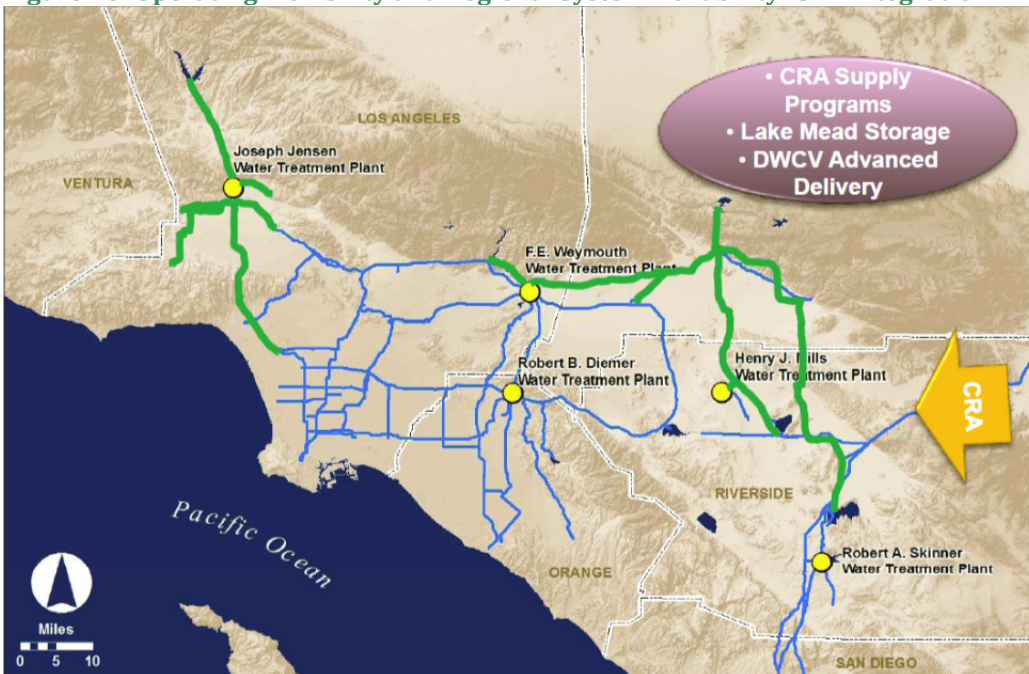 • CRA Supply
Programs
• Lake Mead Storage
• DWCV Advanced
Delivery
LOS ANGELES
Joseph Jensen
Water Treatment Plant
VENTURA
F.E. Weymouth
Water Treatment Plant
Robert B. Diemer
Water Treatment Plant
Henry J. Mills
Water Treatment Plant
CRA
RIVERSIDE
Pacific Ocean
Robert A. Skinner
Water Treatment Plant
ORANGE
Miles
0 5 10
SAN DIEGO